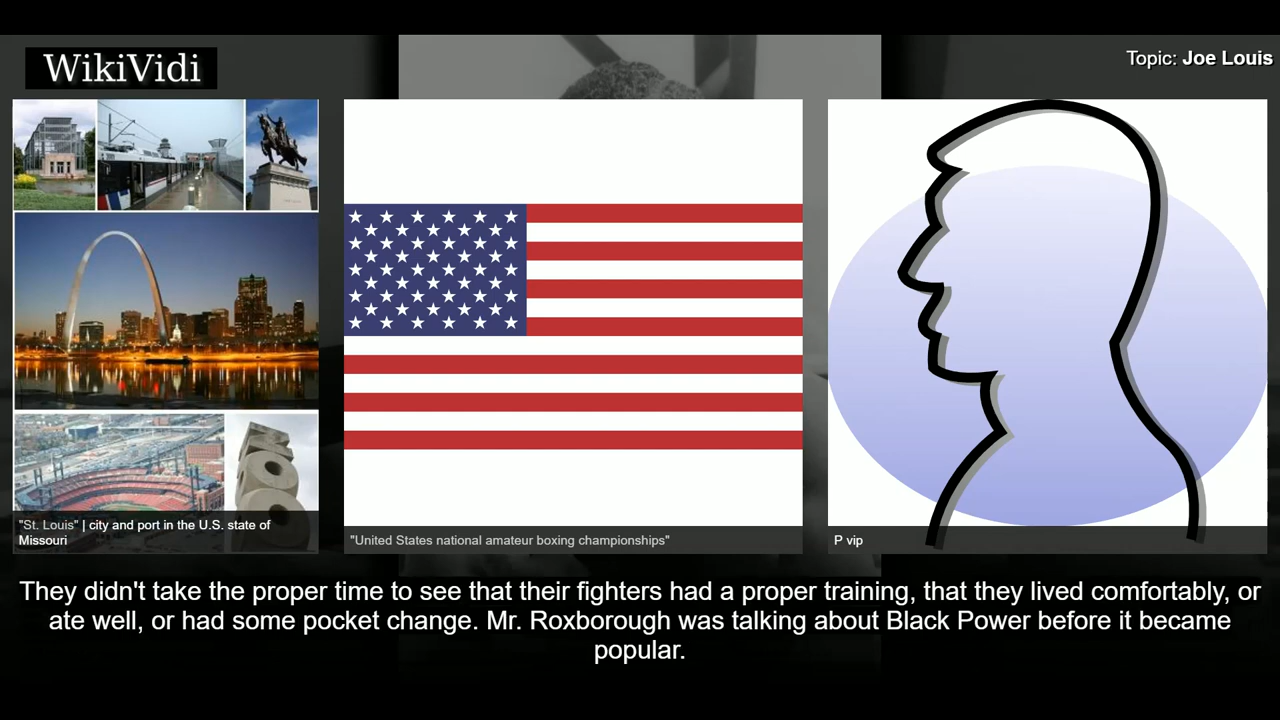 WikiVidi
Topic: Joe Louis
"St. Louis" | city and port in the U.S. state of
Missouri
"United States national amateur boxing championships"
P vip
They didn't take the proper time to see that their fighters had a proper training, that they lived comfortably, or
ate well, or had some pocket change. Mr. Roxborough was talking about Black Power before it became
popular.